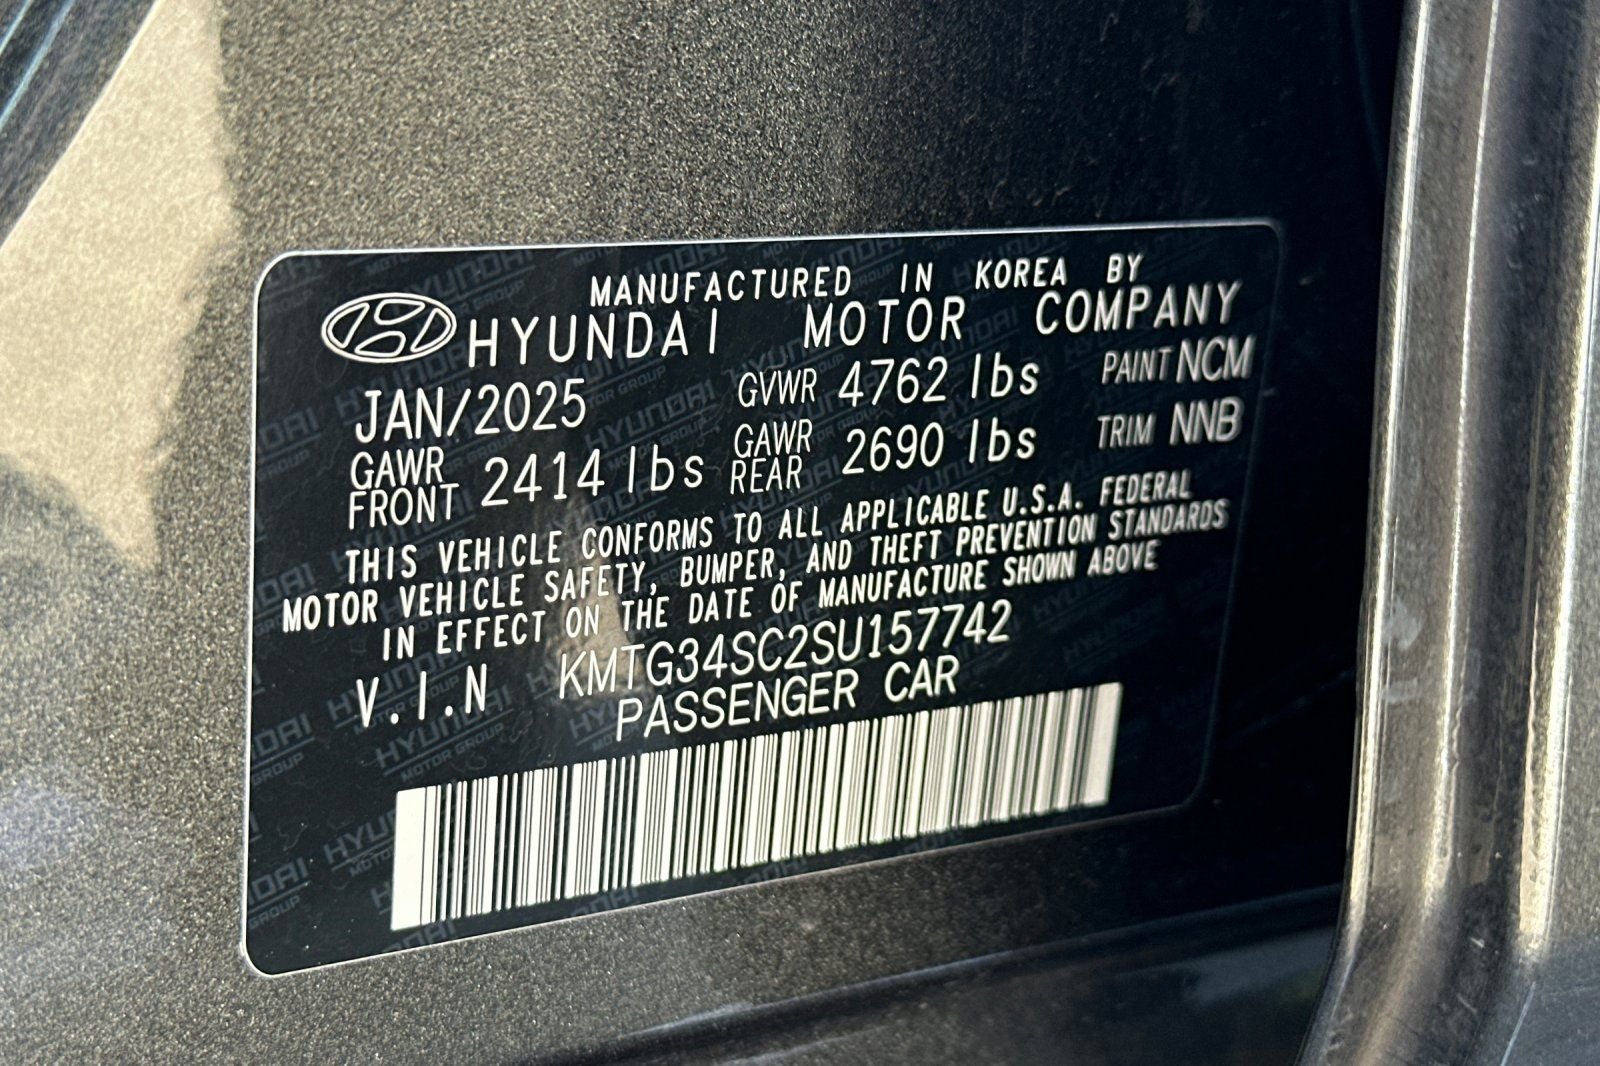 MANUFACTURED IN KOREA BY
HYUNDAI MOTOR COMPANY
JAN/2025 GVWR 4762 lbs PAINT NCM
GAWR FRONT 2414 lbs GAWR REAR 2690 lbs TRIM NNB
THIS VEHICLE CONFORMS TO ALL APPLICABLE U.S.A. FEDERAL
MOTOR VEHICLE SAFETY, BUMPER, AND THEFT PREVENTION STANDARDS
IN EFFECT ON THE DATE OF MANUFACTURE SHOWN ABOVE
V.I.N KMTG34SC2SU157742
PASSENGER CAR